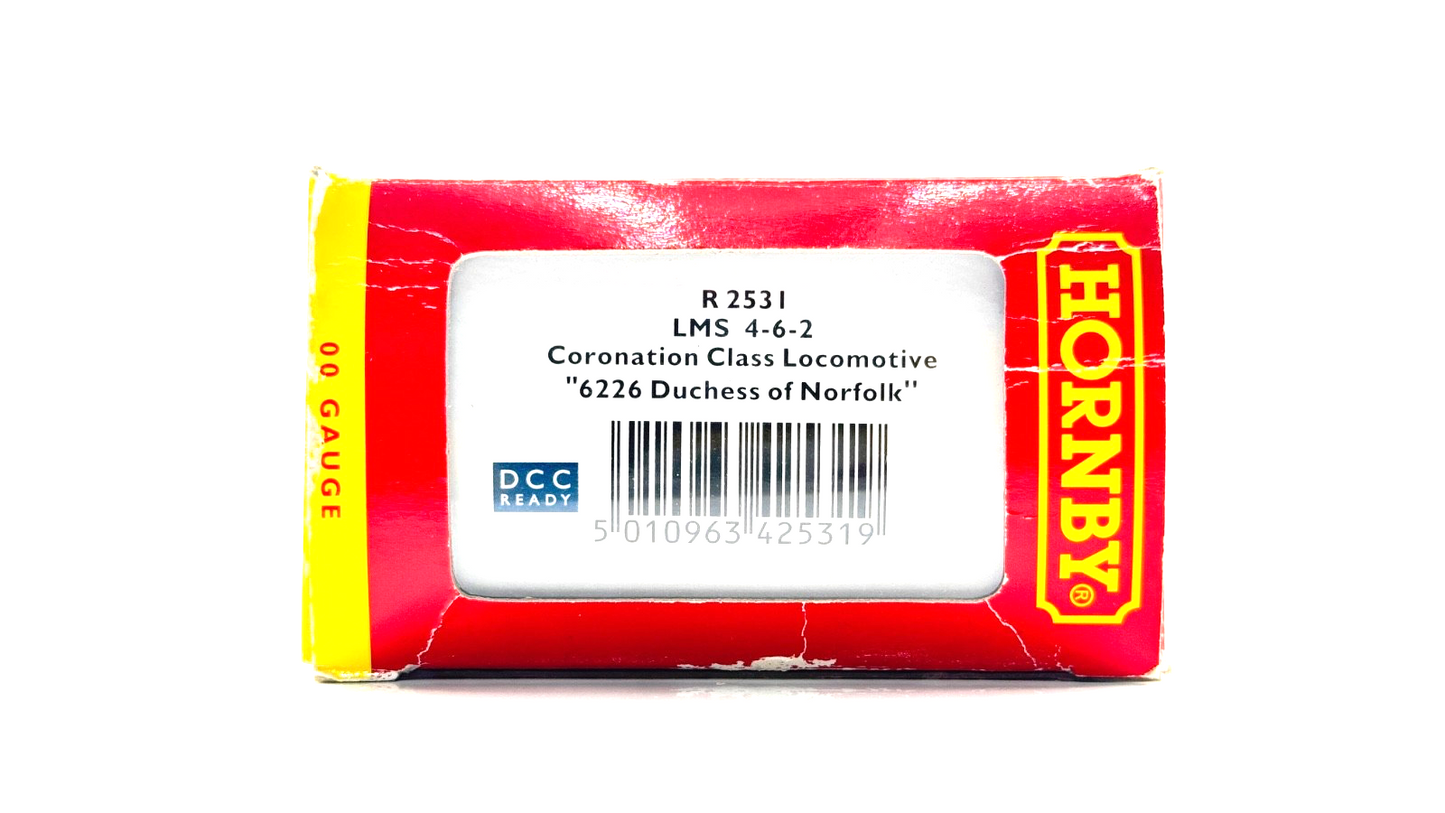 00 GAUGE
R 2531
LMS 4-6-2
Coronation Class Locomotive
"6226 Duchess of Norfolk"
DCC
READY
5 010963 425319
HORNBY®